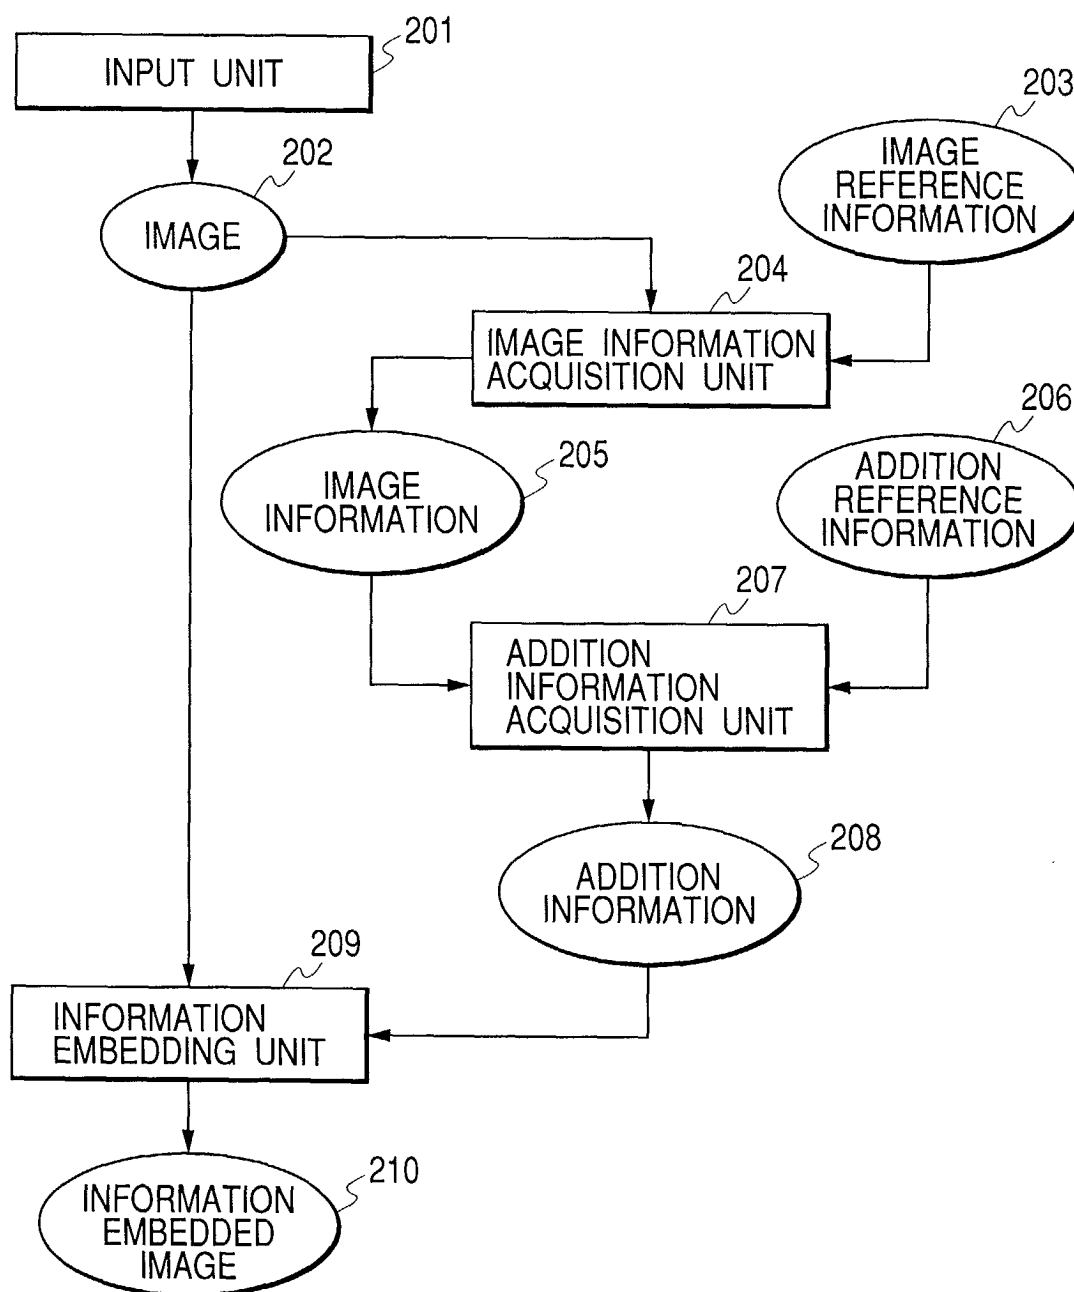 201
INPUT UNIT
203
202
IMAGE
REFERENCE
INFORMATION
IMAGE
204
IMAGE INFORMATION
ACQUISITION UNIT
206
205
IMAGE
INFORMATION
ADDITION
REFERENCE
INFORMATION
207
ADDITION
INFORMATION
ACQUISITION UNIT
208
ADDITION
INFORMATION
209
INFORMATION
EMBEDDING UNIT
210
INFORMATION
EMBEDDED
IMAGE